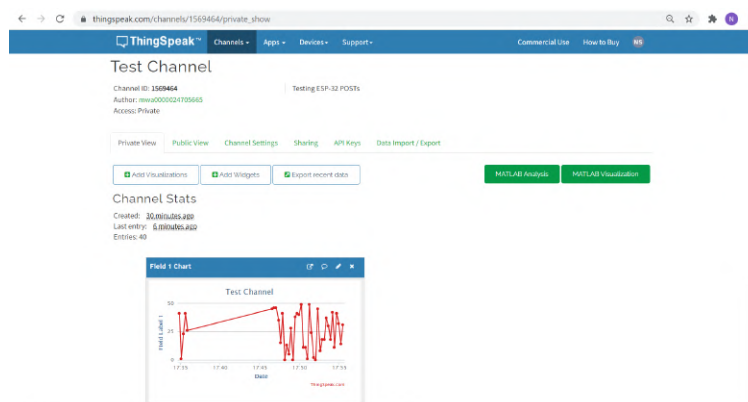 thingspeak.com/channels/1569464/private_show
N
ThingSpeak™ Channels Apps Devices Support Commercial Use How to Buy NS
Test Channel
Channel ID: 1569464 Testing ESP-32 POSTs
Author: mwa0000024705665
Access: Private
Private View Public View Channel Settings Sharing API Keys Data Import / Export
Add Visualizations Add Widgets Export recent data MATLAB Analysis MATLAB Visualization
Channel Stats
Created: 30 minutes ago
Last entry: 6 minutes ago
Entries: 40
Field 1 Chart
Test Channel
50
25
0
Field Label 1
17:35 17:40 17:45 17:50 17:55
Date
ThingSpeak.com